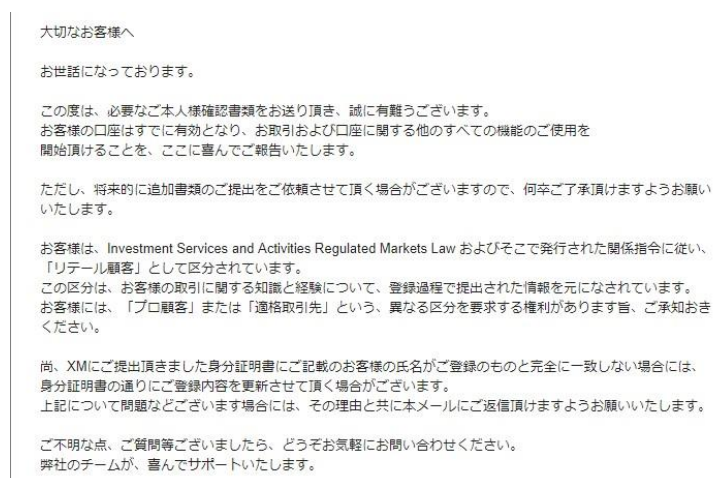 大切なお客様へ
お世話になっております。
この度は、必要なご本人様確認書類をお送り頂き、誠に有難うございます。
お客様の口座はすでに有効となり、お取引および口座に関する他のすべての機能のご使用を
開始頂けることを、ここに喜んでご報告いたします。
ただし、将来的に追加書類のご提出をご依頼させて頂く場合がございますので、何卒ご了承頂けますようお願い
いたします。
お客様は、Investment Services and Activities Regulated Markets Law およびそこで発行された関係指令に従い、
「リテール顧客」として区分されています。
この区分は、お客様の取引に関する知識と経験について、登録過程で提出された情報を元になされています。
お客様には、「プロ顧客」または「適格取引先」という、異なる区分を要求する権利があります旨、ご承知おき
ください。
尚、XMにご提出頂きました身分証明書にご記載のお客様の氏名がご登録のものと完全に一致しない場合には、
身分証明書の通りにご登録内容を更新させて頂く場合がございます。
上記について問題などございます場合には、その理由と共に本メールにご返信頂けますようお願いいたします。
ご不明な点、ご質問等ございましたら、どうぞお気軽にお問い合わせください。
弊社のチームが、喜んでサポートいたします。